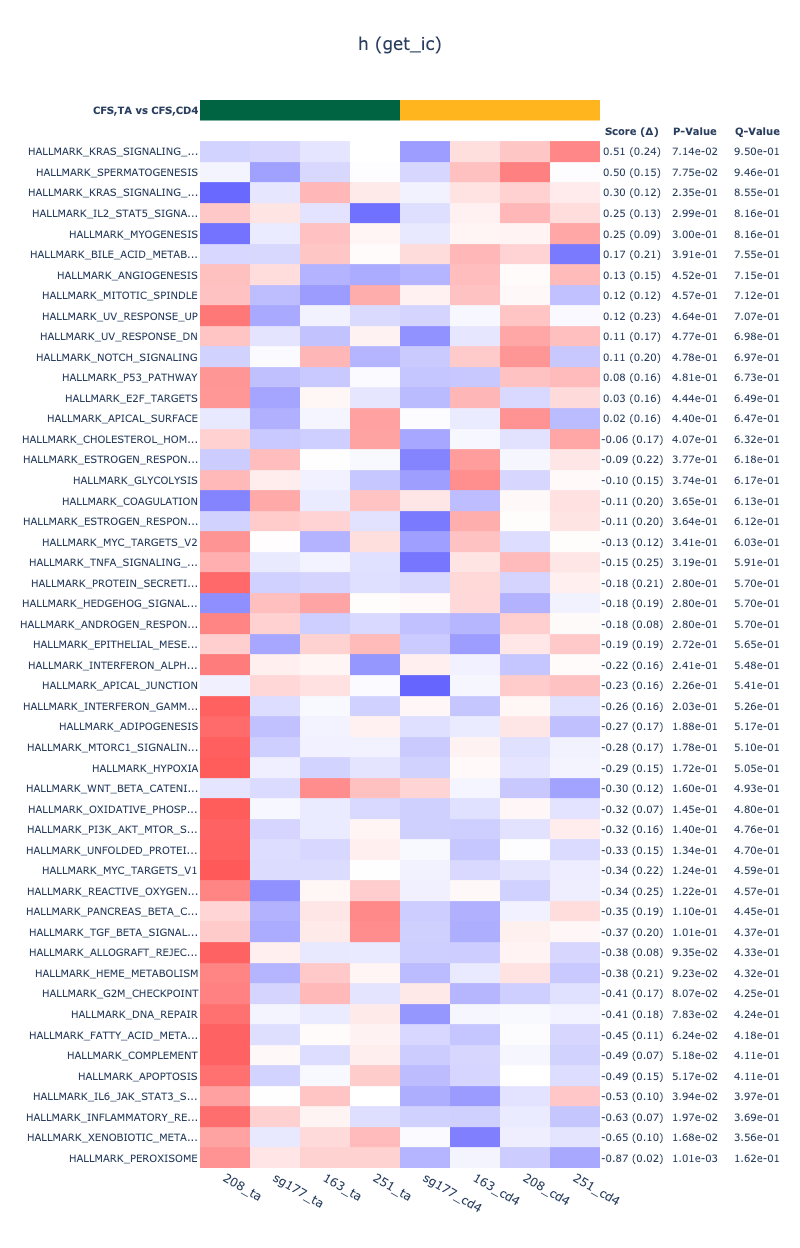 h (get_ic)
CFS,TA vs CFS,CD4
Score (Δ) P-Value Q-Value
HALLMARK_KRAS_SIGNALING_... 0.51 (0.24) 7.14e-02 9.50e-01
HALLMARK_SPERMATOGENESIS 0.50 (0.15) 7.75e-02 9.46e-01
HALLMARK_KRAS_SIGNALING_... 0.30 (0.12) 2.35e-01 8.55e-01
HALLMARK_IL2_STAT5_SIGNA... 0.25 (0.13) 2.99e-01 8.16e-01
HALLMARK_MYOGENESIS 0.25 (0.09) 3.00e-01 8.16e-01
HALLMARK_BILE_ACID_METAB... 0.17 (0.21) 3.91e-01 7.55e-01
HALLMARK_ANGIOGENESIS 0.13 (0.15) 4.52e-01 7.15e-01
HALLMARK_MITOTIC_SPINDLE 0.12 (0.12) 4.57e-01 7.12e-01
HALLMARK_UV_RESPONSE_UP 0.12 (0.23) 4.64e-01 7.07e-01
HALLMARK_UV_RESPONSE_DN 0.11 (0.17) 4.77e-01 6.98e-01
HALLMARK_NOTCH_SIGNALING 0.11 (0.20) 4.78e-01 6.97e-01
HALLMARK_P53_PATHWAY 0.08 (0.16) 4.81e-01 6.73e-01
HALLMARK_E2F_TARGETS 0.03 (0.16) 4.44e-01 6.49e-01
HALLMARK_APICAL_SURFACE 0.02 (0.16) 4.40e-01 6.47e-01
HALLMARK_CHOLESTEROL_HOM... -0.06 (0.17) 4.07e-01 6.32e-01
HALLMARK_ESTROGEN_RESPON... -0.09 (0.22) 3.77e-01 6.18e-01
HALLMARK_GLYCOLYSIS -0.10 (0.15) 3.74e-01 6.17e-01
HALLMARK_COAGULATION -0.11 (0.20) 3.65e-01 6.13e-01
HALLMARK_ESTROGEN_RESPON... -0.11 (0.20) 3.64e-01 6.12e-01
HALLMARK_MYC_TARGETS_V2 -0.13 (0.12) 3.41e-01 6.03e-01
HALLMARK_TNFA_SIGNALING_... -0.15 (0.25) 3.19e-01 5.91e-01
HALLMARK_PROTEIN_SECRETI... -0.18 (0.21) 2.80e-01 5.70e-01
HALLMARK_HEDGEHOG_SIGNAL... -0.18 (0.19) 2.80e-01 5.70e-01
HALLMARK_ANDROGEN_RESPON... -0.18 (0.08) 2.80e-01 5.70e-01
HALLMARK_EPITHELIAL_MESE... -0.19 (0.19) 2.72e-01 5.65e-01
HALLMARK_INTERFERON_ALPH... -0.22 (0.16) 2.41e-01 5.48e-01
HALLMARK_APICAL_JUNCTION -0.23 (0.16) 2.26e-01 5.41e-01
HALLMARK_INTERFERON_GAMM... -0.26 (0.16) 2.03e-01 5.26e-01
HALLMARK_ADIPOGENESIS -0.27 (0.17) 1.88e-01 5.17e-01
HALLMARK_MTORC1_SIGNALIN... -0.28 (0.17) 1.78e-01 5.10e-01
HALLMARK_HYPOXIA -0.29 (0.15) 1.72e-01 5.05e-01
HALLMARK_WNT_BETA_CATENI... -0.30 (0.12) 1.60e-01 4.93e-01
HALLMARK_OXIDATIVE_PHOSP... -0.32 (0.07) 1.45e-01 4.80e-01
HALLMARK_PI3K_AKT_MTOR_S... -0.32 (0.16) 1.40e-01 4.76e-01
HALLMARK_UNFOLDED_PROTEI... -0.33 (0.15) 1.34e-01 4.70e-01
HALLMARK_MYC_TARGETS_V1 -0.34 (0.22) 1.24e-01 4.59e-01
HALLMARK_REACTIVE_OXYGEN... -0.34 (0.25) 1.22e-01 4.57e-01
HALLMARK_PANCREAS_BETA_C... -0.35 (0.19) 1.10e-01 4.45e-01
HALLMARK_TGF_BETA_SIGNAL... -0.37 (0.20) 1.01e-01 4.37e-01
HALLMARK_ALLOGRAFT_REJEC... -0.38 (0.08) 9.35e-02 4.33e-01
HALLMARK_HEME_METABOLISM -0.38 (0.21) 9.23e-02 4.32e-01
HALLMARK_G2M_CHECKPOINT -0.41 (0.17) 8.07e-02 4.25e-01
HALLMARK_DNA_REPAIR -0.41 (0.18) 7.83e-02 4.24e-01
HALLMARK_FATTY_ACID_META... -0.45 (0.11) 6.24e-02 4.18e-01
HALLMARK_COMPLEMENT -0.49 (0.07) 5.18e-02 4.11e-01
HALLMARK_APOPTOSIS -0.49 (0.15) 5.17e-02 4.11e-01
HALLMARK_IL6_JAK_STAT3_S... -0.53 (0.10) 3.94e-02 3.97e-01
HALLMARK_INFLAMMATORY_RE... -0.63 (0.07) 1.97e-02 3.69e-01
HALLMARK_XENOBIOTIC_META... -0.65 (0.10) 1.68e-02 3.56e-01
HALLMARK_PEROXISOME -0.87 (0.02) 1.01e-03 1.62e-01
208_ta sg177_ta 163_ta 251_ta sg177_cd4 163_cd4 208_cd4 251_cd4